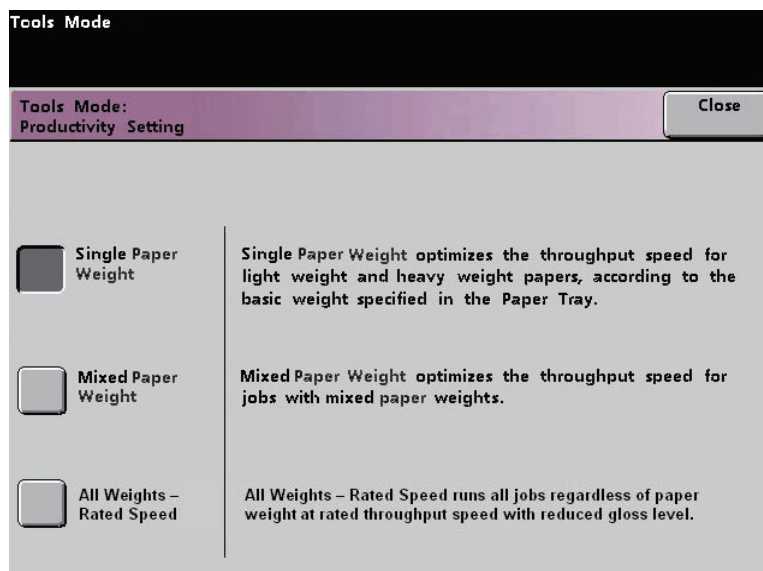 Tools Mode
Tools Mode:
Productivity Setting
Close
Single Paper
Weight
Single Paper Weight optimizes the throughput speed for
light weight and heavy weight papers, according to the
basic weight specified in the Paper Tray.
Mixed Paper
Weight
Mixed Paper Weight optimizes the throughput speed for
jobs with mixed paper weights.
All Weights –
Rated Speed
All Weights – Rated Speed runs all jobs regardless of paper
weight at rated throughput speed with reduced gloss level.